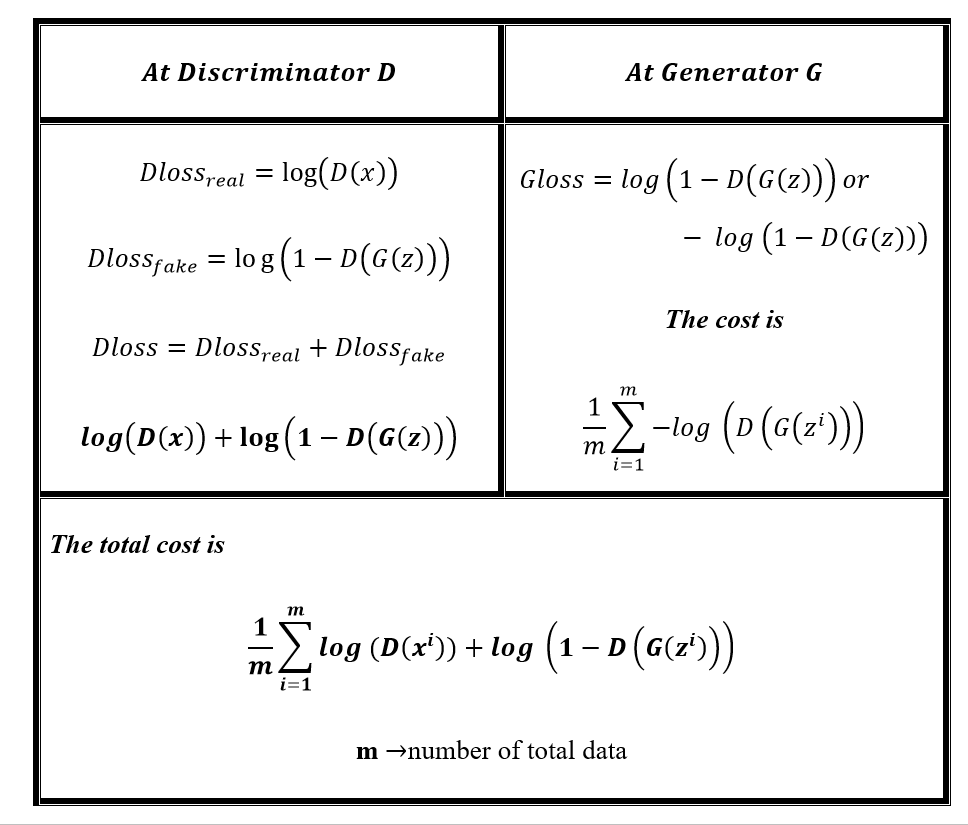 At Discriminator D
At Generator G
Dloss_real = log(D(x))
Dloss_fake = log(1 − D(G(z)))
Dloss = Dloss_real + Dloss_fake
log(D(x)) + log(1 − D(G(z)))
Gloss = log(1 − D(G(z))) or
− log(1 − D(G(z)))
The cost is
1/m ∑_{i=1}^{m} −log (D(G(z^i)))
The total cost is
1/m ∑_{i=1}^{m} log (D(x^i)) + log (1 − D(G(z^i)))
m →number of total data